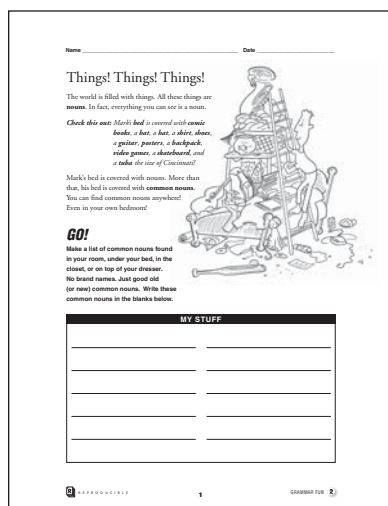 Name Date
Things! Things! Things!
The world is filled with things. All these things are
nouns. In fact, everything you can see is a noun.
Check this out: Mark's bed is covered with comic
books, a bat, a hat, a shirt, shoes,
a guitar, posters, a backpack,
video games, a skateboard, and
a tuba the size of Cincinnati!
Mark's bed is covered with nouns. More than
that, his bed is covered with common nouns.
You can find common nouns anywhere!
Even in your own bedroom!
GO!
Make a list of common nouns found
in your room, under your bed, in the
closet, or on top of your dresser.
No brand names. Just good old
(or new) common nouns. Write these
common nouns in the blanks below.
MY STUFF
REPRODUCIBLE 1 GRAMMAR FUN 2